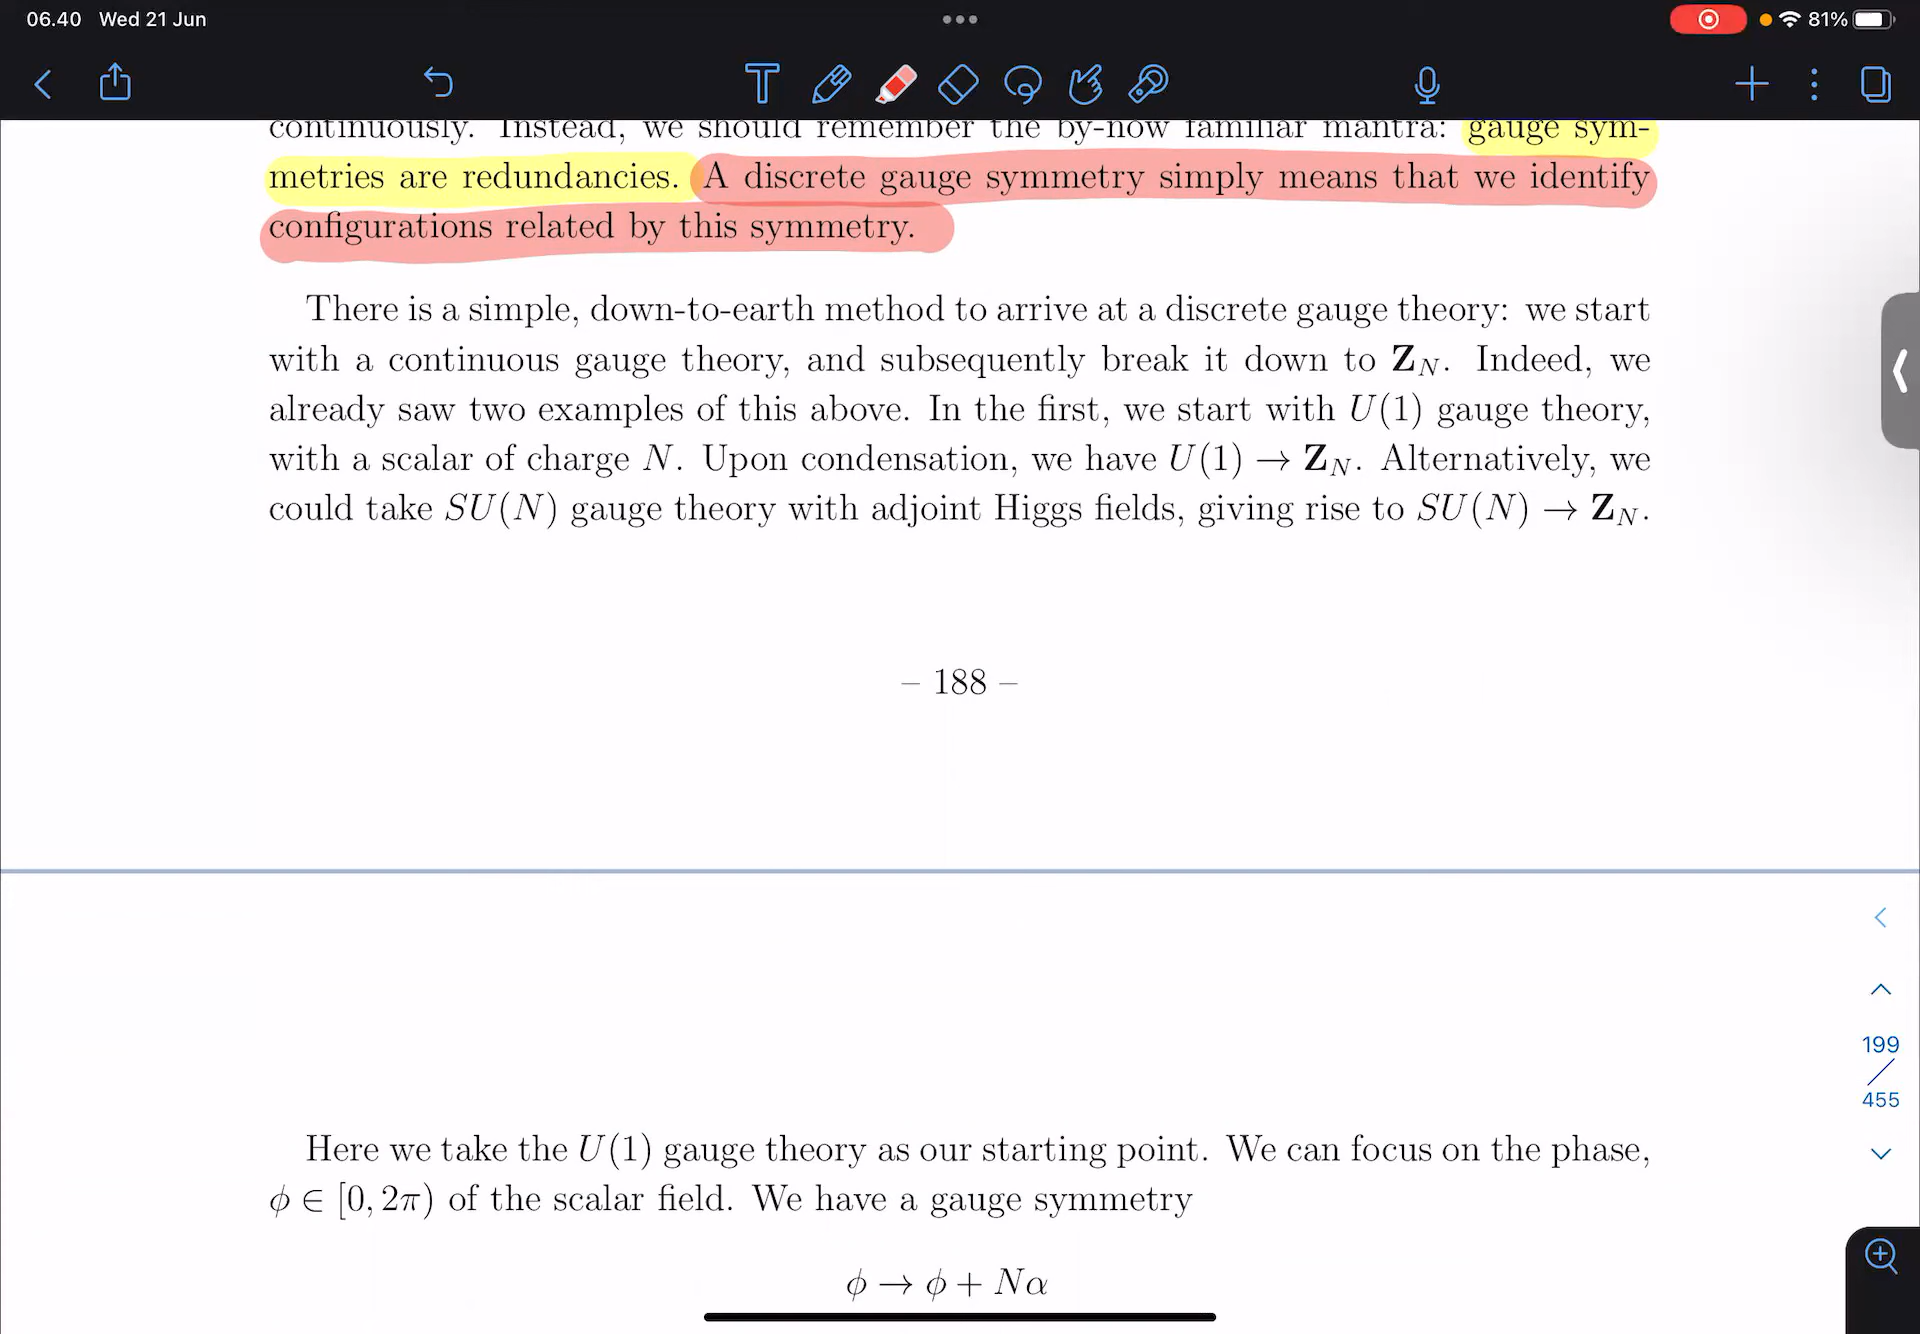 06.40 Wed 21 Jun
81%
continuously. Instead, we should remember the by-now familiar mantra: gauge sym-
metries are redundancies. A discrete gauge symmetry simply means that we identify
configurations related by this symmetry.
There is a simple, down-to-earth method to arrive at a discrete gauge theory: we start
with a continuous gauge theory, and subsequently break it down to 𝐙_N. Indeed, we
already saw two examples of this above. In the first, we start with U(1) gauge theory,
with a scalar of charge N. Upon condensation, we have U(1) → 𝐙_N. Alternatively, we
could take SU(N) gauge theory with adjoint Higgs fields, giving rise to SU(N) → 𝐙_N.
– 188 –
199
/
455
Here we take the U(1) gauge theory as our starting point. We can focus on the phase,
ϕ ∈ [0, 2π) of the scalar field. We have a gauge symmetry
ϕ → ϕ + Nα